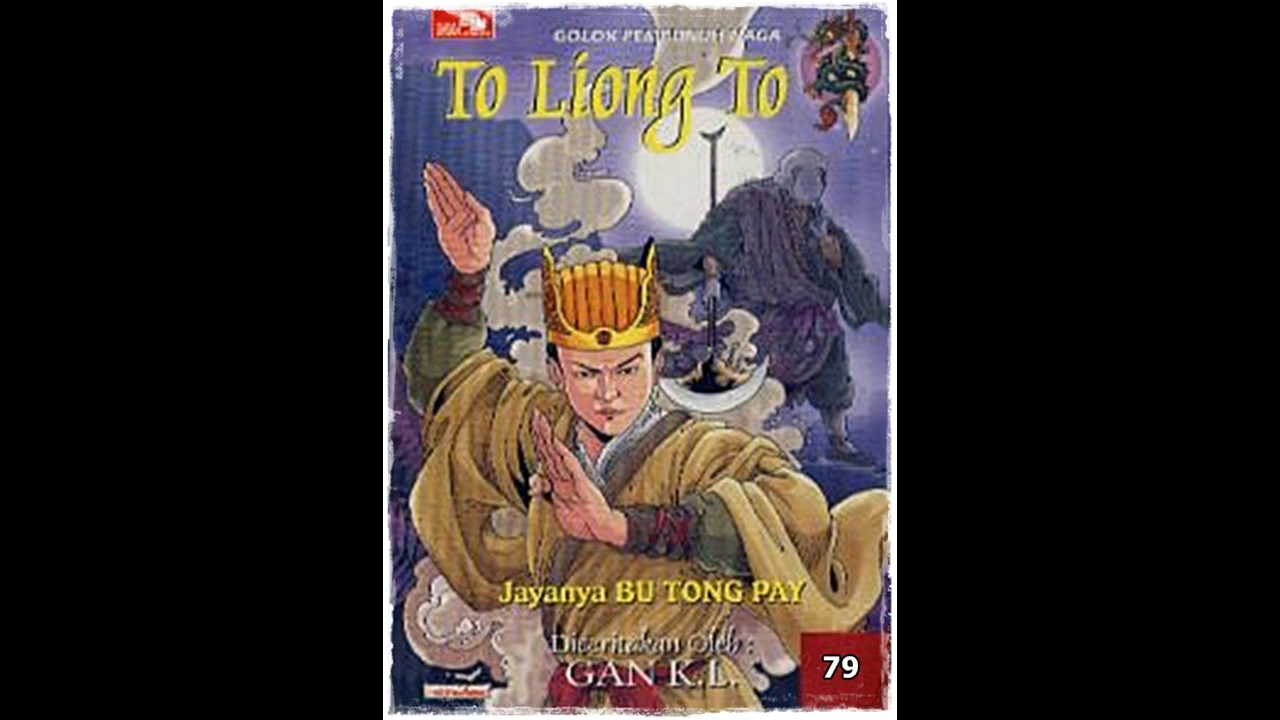 GOLOK PEMBUNUH NAGA
To Liong To
Jayanya BU TONG PAY
Diceritakan Oleh :
GAN K.L.
79